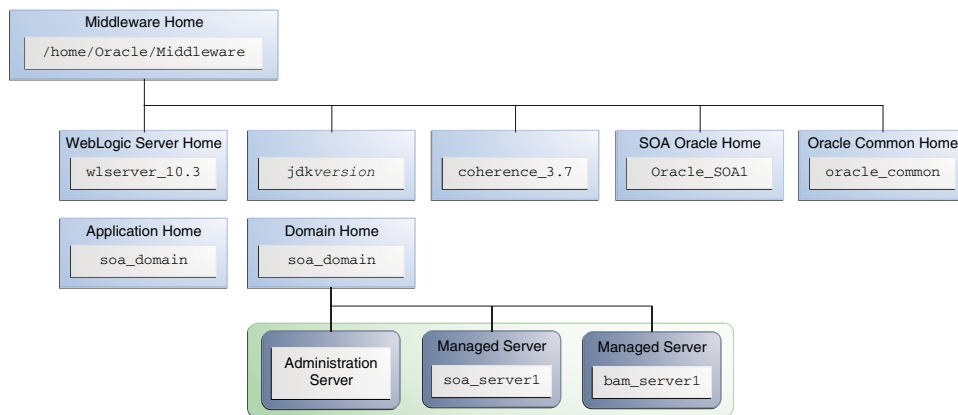 Middleware Home
/home/Oracle/Middleware
WebLogic Server Home
wlserver_10.3
jdkversion
coherence_3.7
SOA Oracle Home
Oracle_SOA1
Oracle Common Home
oracle_common
Application Home
soa_domain
Domain Home
soa_domain
Administration
Server
Managed Server
soa_server1
Managed Server
bam_server1